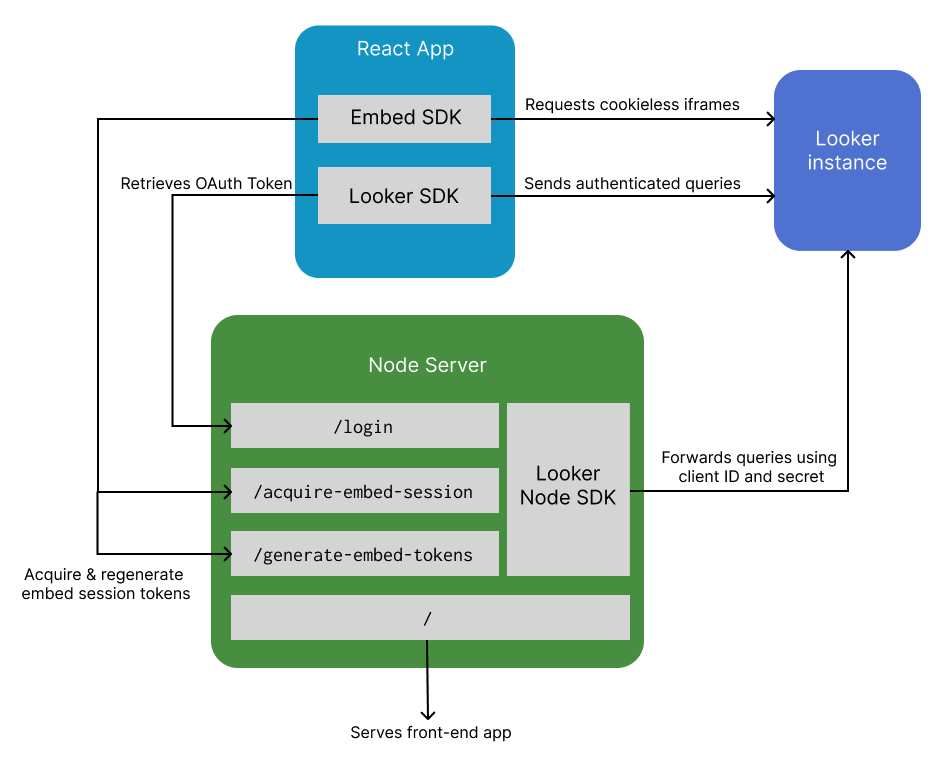 React App
Embed SDK
Requests cookieless iframes
Looker
instance
Retrieves OAuth Token
Looker SDK
Sends authenticated queries
Node Server
/login
/acquire-embed-session
/generate-embed-tokens
Looker
Node SDK
Forwards queries using
client ID and secret
Acquire & regenerate
embed session tokens
/
Serves front-end app